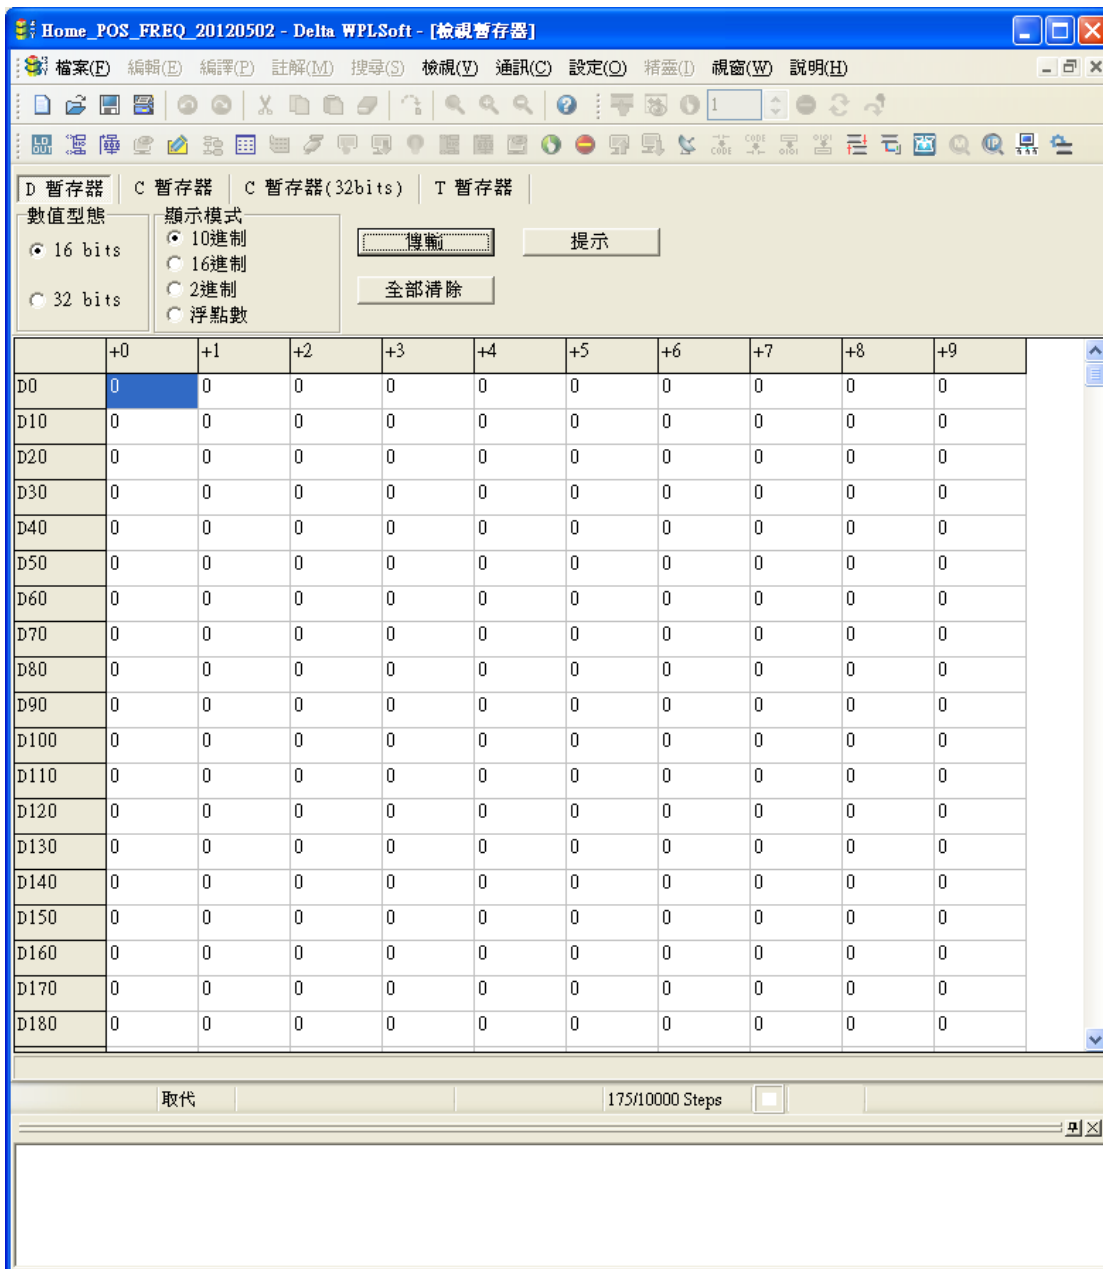 Home_POS_FREQ_20120502 - Delta WPLSoft - [檢視暫存器]
檔案(F) 編輯(E) 編譯(P) 註解(M) 搜尋(S) 檢視(V) 通訊(C) 設定(O) 精靈(I) 視窗(W) 說明(H)
1
D 暫存器 C 暫存器 C 暫存器(32bits) T 暫存器
數值型態 顯示模式
16 bits
32 bits
10進制
16進制
2進制
浮點數
傳輸 提示
全部清除
+0 +1 +2 +3 +4 +5 +6 +7 +8 +9
D0 0 0 0 0 0 0 0 0 0 0
D10 0 0 0 0 0 0 0 0 0 0
D20 0 0 0 0 0 0 0 0 0 0
D30 0 0 0 0 0 0 0 0 0 0
D40 0 0 0 0 0 0 0 0 0 0
D50 0 0 0 0 0 0 0 0 0 0
D60 0 0 0 0 0 0 0 0 0 0
D70 0 0 0 0 0 0 0 0 0 0
D80 0 0 0 0 0 0 0 0 0 0
D90 0 0 0 0 0 0 0 0 0 0
D100 0 0 0 0 0 0 0 0 0 0
D110 0 0 0 0 0 0 0 0 0 0
D120 0 0 0 0 0 0 0 0 0 0
D130 0 0 0 0 0 0 0 0 0 0
D140 0 0 0 0 0 0 0 0 0 0
D150 0 0 0 0 0 0 0 0 0 0
D160 0 0 0 0 0 0 0 0 0 0
D170 0 0 0 0 0 0 0 0 0 0
D180 0 0 0 0 0 0 0 0 0 0
取代 175/10000 Steps